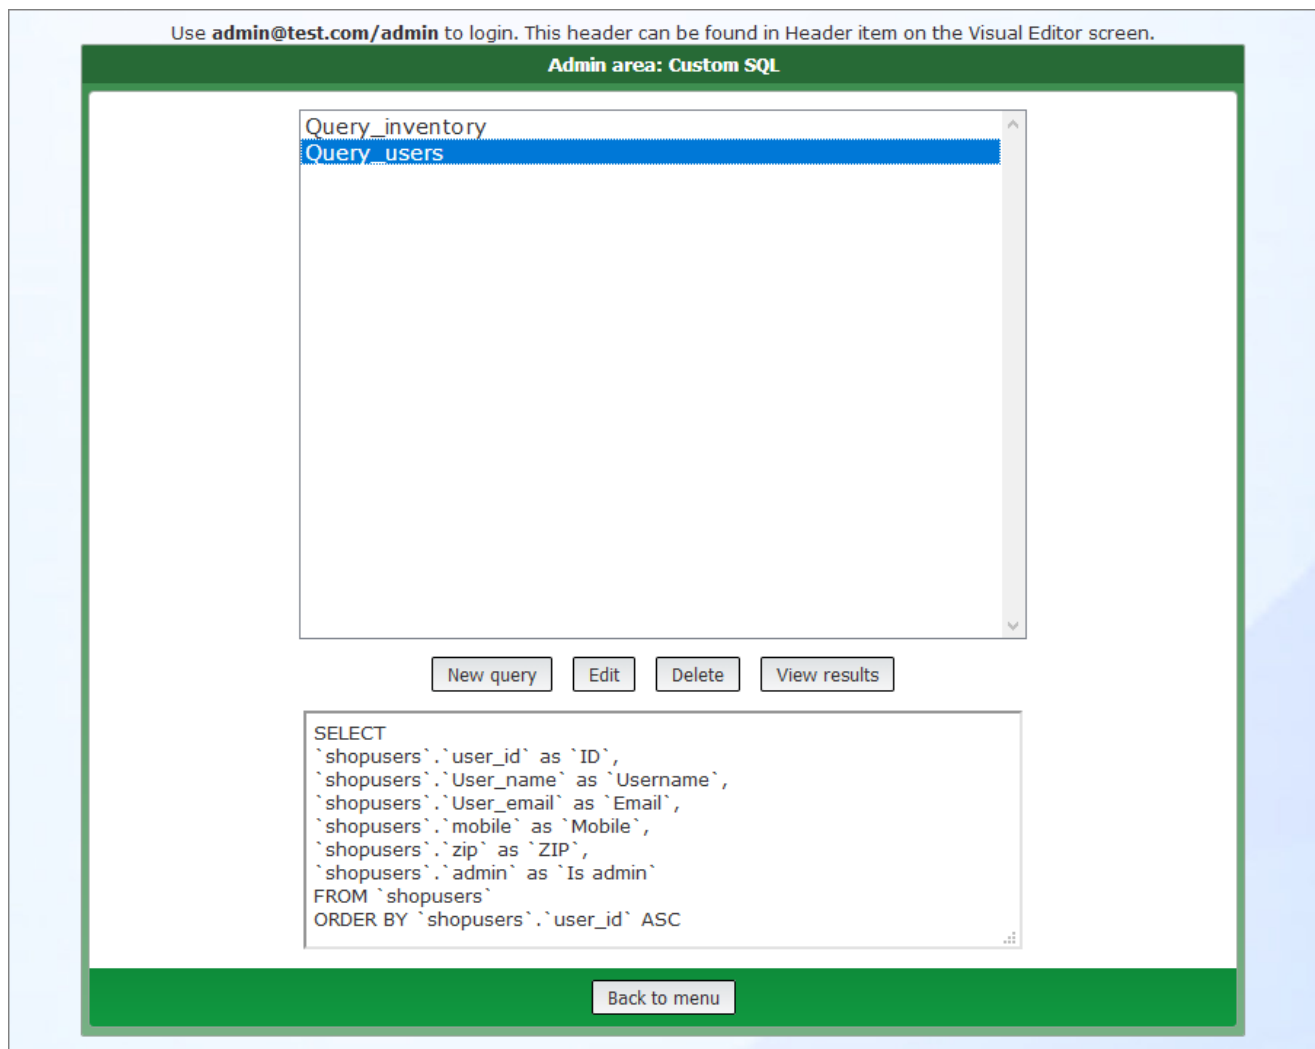 Use admin@test.com/admin to login. This header can be found in Header item on the Visual Editor screen.
Admin area: Custom SQL
Query_inventory
Query_users
New query
Edit
Delete
View results
SELECT
`shopusers`.`user_id` as `ID`,
`shopusers`.`User_name` as `Username`,
`shopusers`.`User_email` as `Email`,
`shopusers`.`mobile` as `Mobile`,
`shopusers`.`zip` as `ZIP`,
`shopusers`.`admin` as `Is admin`
FROM `shopusers`
ORDER BY `shopusers`.`user_id` ASC
Back to menu